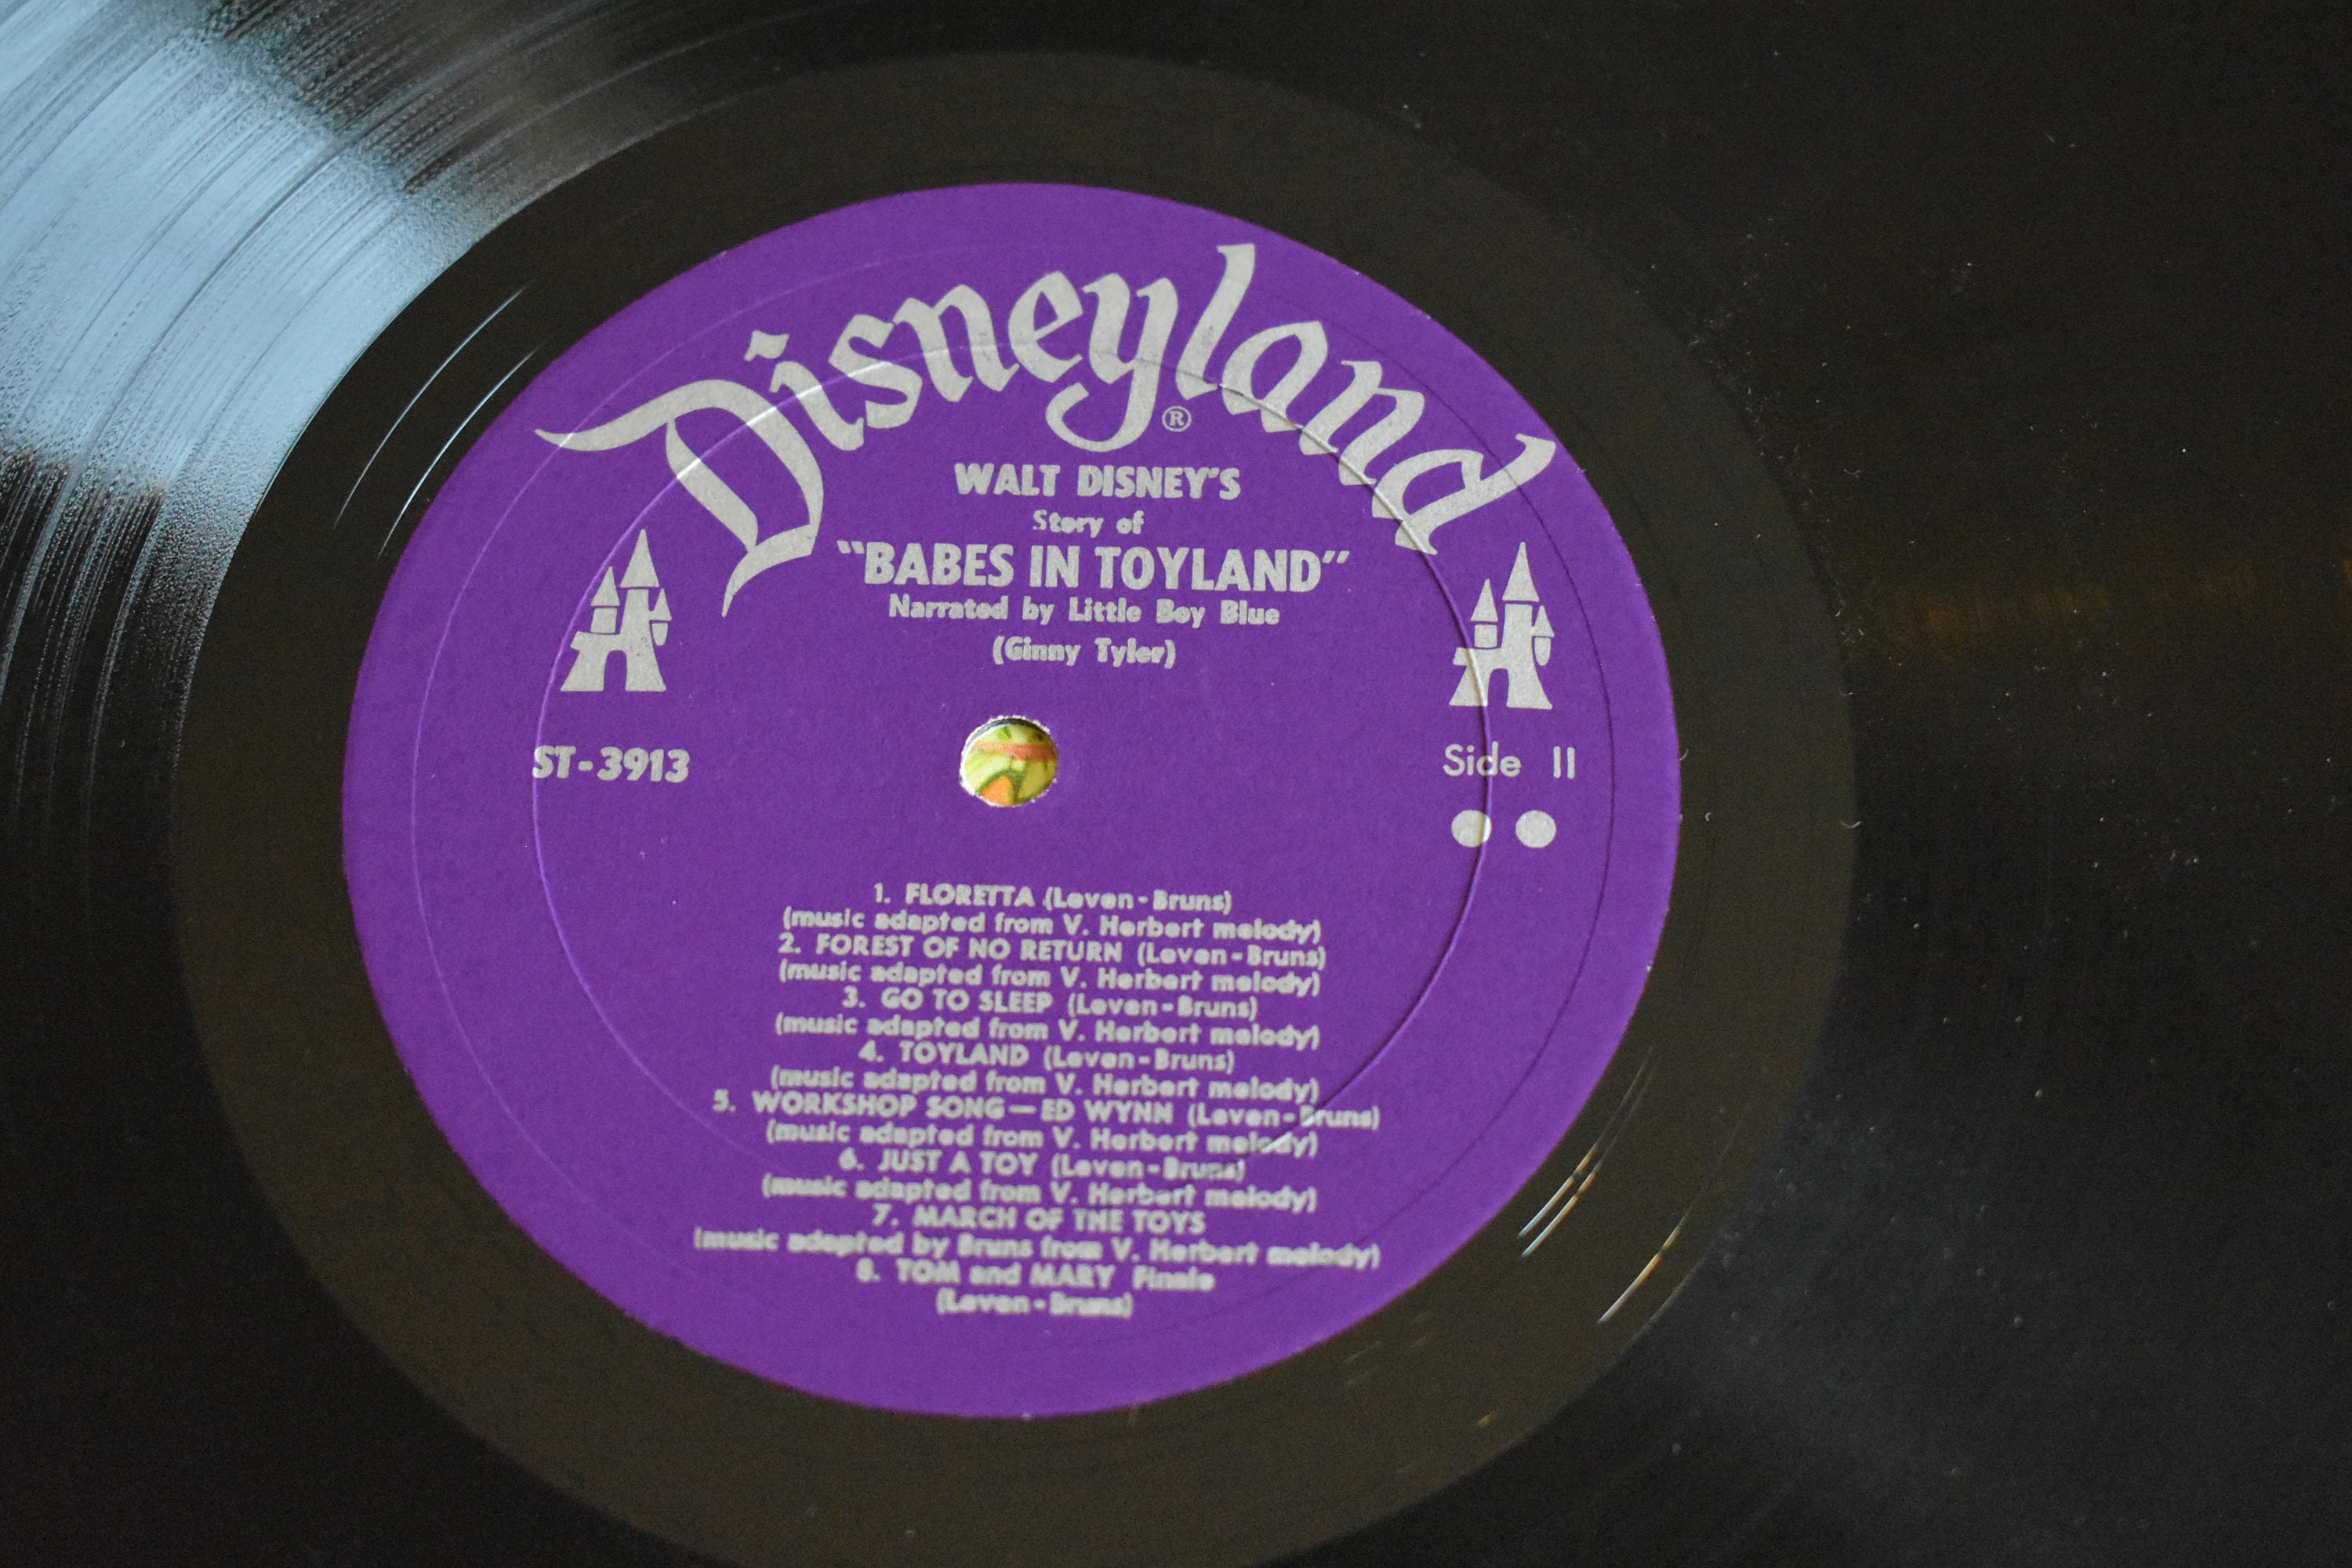 Disneyland
®
WALT DISNEY'S
Story of
"BABES IN TOYLAND"
Narrated by Little Boy Blue
(Ginny Tyler)
ST-3913
Side II
1. FLORETTA (Leven-Bruns)
(music adapted from V. Herbert melody)
2. FOREST OF NO RETURN (Leven-Bruns)
(music adapted from V. Herbert melody)
3. GO TO SLEEP (Leven-Bruns)
(music adapted from V. Herbert melody)
4. TOYLAND (Leven-Bruns)
(music adapted from V. Herbert melody)
5. WORKSHOP SONG—ED WYNN (Leven-Bruns)
(music adapted from V. Herbert melody)
6. JUST A TOY (Leven-Bruns)
(music adapted from V. Herbert melody)
7. MARCH OF THE TOYS
(music adapted by Bruns from V. Herbert melody)
8. TOM and MARY Finale
(Leven-Bruns)